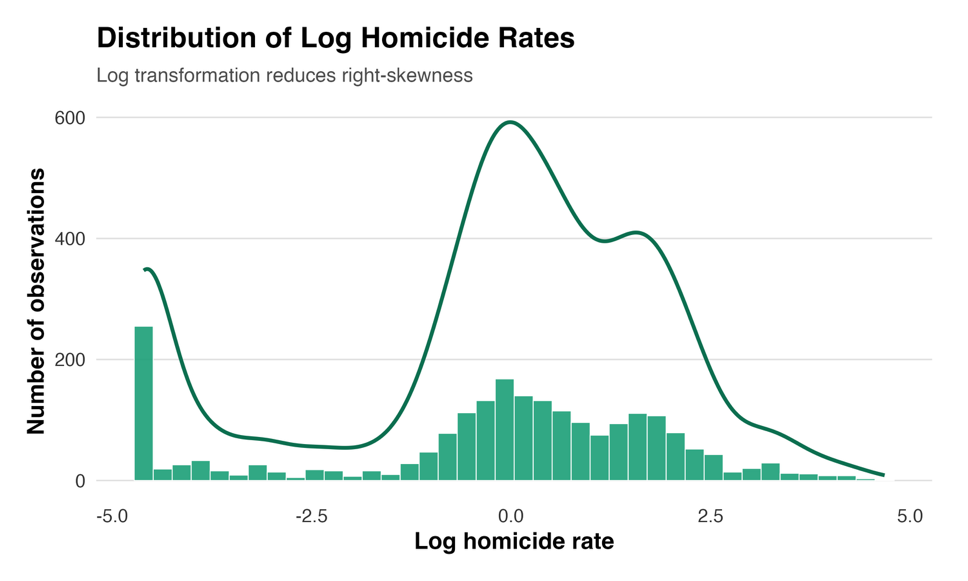 Distribution of Log Homicide Rates
Log transformation reduces right-skewness
Number of observations
600
400
200
0
-5.0 -2.5 0.0 2.5 5.0
Log homicide rate